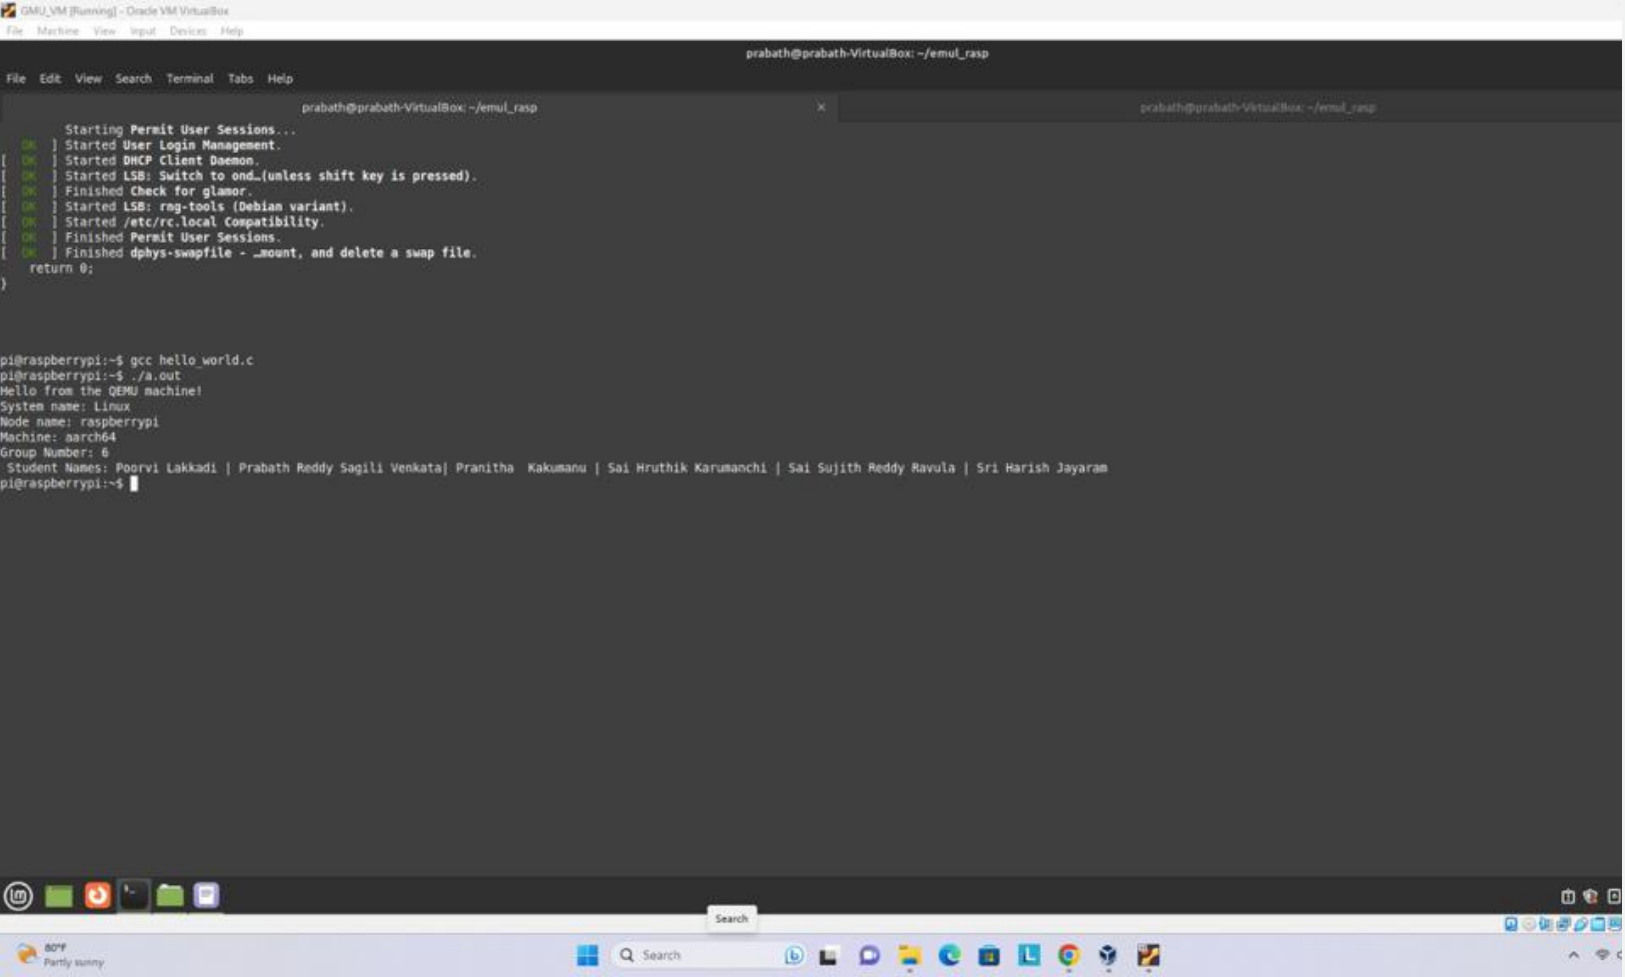 GMU_VM [Running] - Oracle VM VirtualBox
File Machine View Input Devices Help
prabath@prabath-VirtualBox: ~/emul_rasp
File Edit View Search Terminal Tabs Help
prabath@prabath-VirtualBox: ~/emul_rasp × prabath@prabath-VirtualBox: ~/emul_rasp
Starting Permit User Sessions...
OK ] Started User Login Management.
[ OK ] Started DHCP Client Daemon.
[ OK ] Started LSB: Switch to ond…(unless shift key is pressed).
[ OK ] Finished Check for glamor.
[ OK ] Started LSB: rng-tools (Debian variant).
[ OK ] Started /etc/rc.local Compatibility.
[ OK ] Finished Permit User Sessions.
[ OK ] Finished dphys-swapfile - …mount, and delete a swap file.
return 0;
}
pi@raspberrypi:~$ gcc hello_world.c
pi@raspberrypi:~$ ./a.out
Hello from the QEMU machine!
System name: Linux
Node name: raspberrypi
Machine: aarch64
Group Number: 6
Student Names: Poorvi Lakkadi | Prabath Reddy Sagili Venkata| Pranitha  Kakumanu | Sai Hruthik Karumanchi | Sai Sujith Reddy Ravula | Sri Harish Jayaram
pi@raspberrypi:~$
Search
80°F
Partly sunny
Search